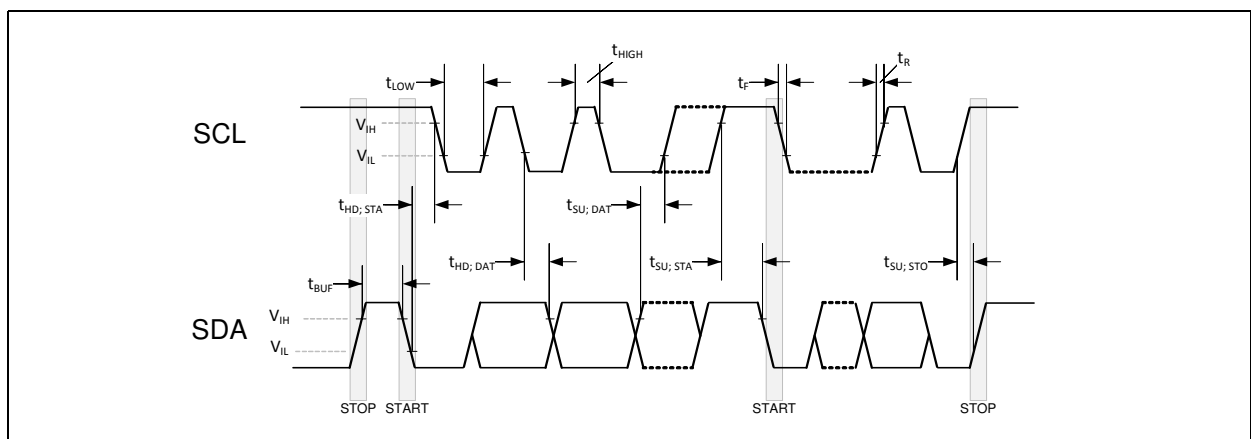 tHIGH
tLOW
tF
tR
SCL
VIH
VIL
tHD; STA
tSU; DAT
tHD; DAT
tSU; STA
tSU; STO
tBUF
SDA
VIH
VIL
STOP START START STOP